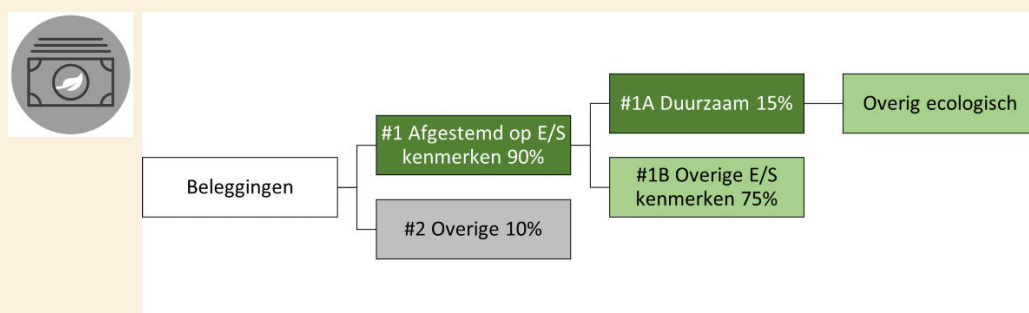 #1A Duurzaam 15%
Overig ecologisch
#1 Afgestemd op E/S
kenmerken 90%
Beleggingen
#1B Overige E/S
kenmerken 75%
#2 Overige 10%